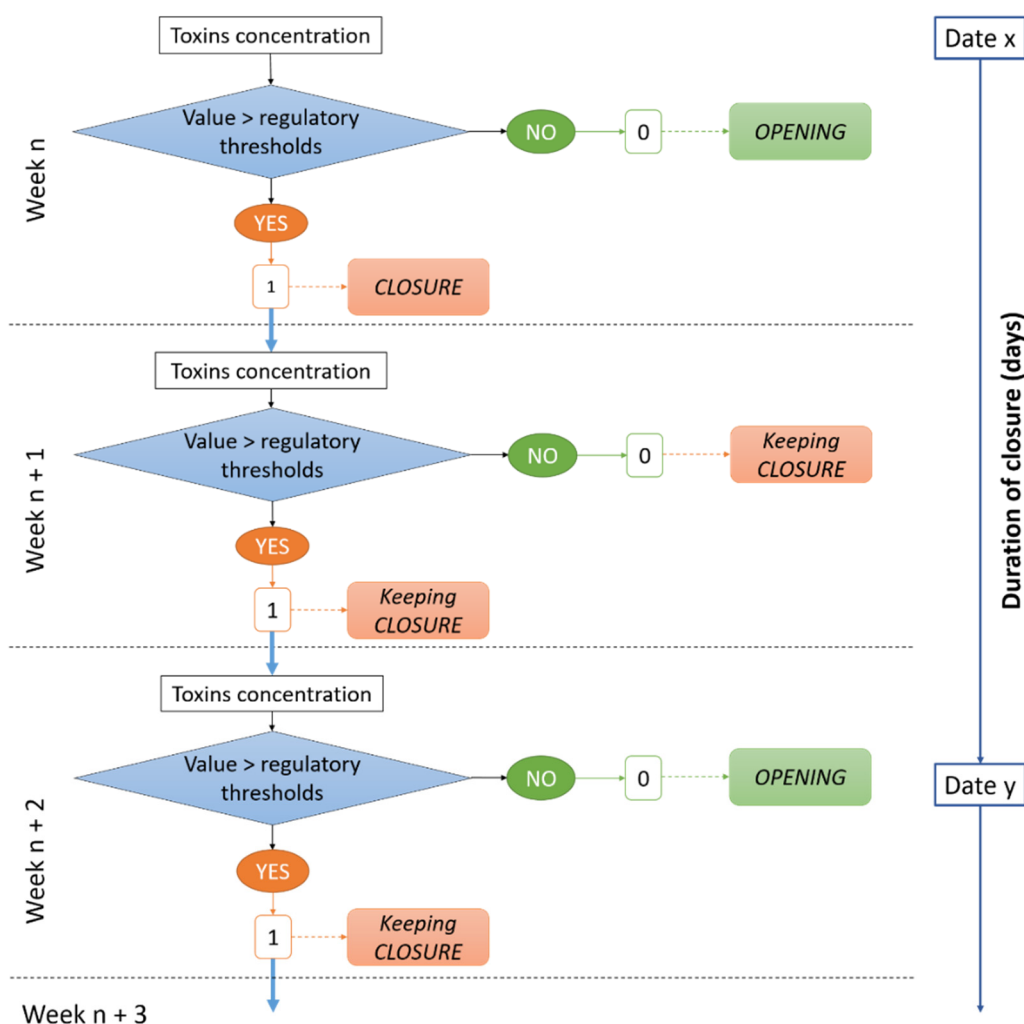 Toxins concentration
Date x
Value > regulatory
thresholds
NO
0
OPENING
Week n
YES
1
CLOSURE
Toxins concentration
Value > regulatory
thresholds
NO
0
Keeping
CLOSURE
Week n + 1
YES
1
Keeping
CLOSURE
Duration of closure (days)
Toxins concentration
Value > regulatory
thresholds
NO
0
OPENING
Date y
Week n + 2
YES
1
Keeping
CLOSURE
Week n + 3